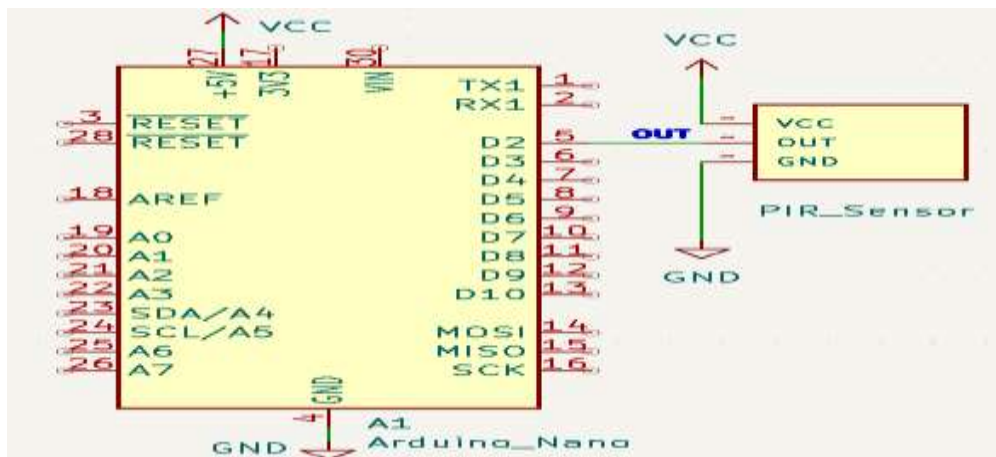 VCC
27
17
30
+5V
3V3
VIN
3
RESET
28
RESET
18
AREF
19
A0
20
A1
21
A2
22
A3
23
SDA/A4
24
SCL/A5
25
A6
26
A7
TX1
1
RX1
2
D2
5
D3
6
D4
7
D5
8
D6
9
D7
10
D8
11
D9
12
D10
13
MOSI
14
MISO
15
SCK
16
GND
4
GND
A1
Arduino_Nano
OUT
VCC
VCC
OUT
GND
PIR_Sensor
GND